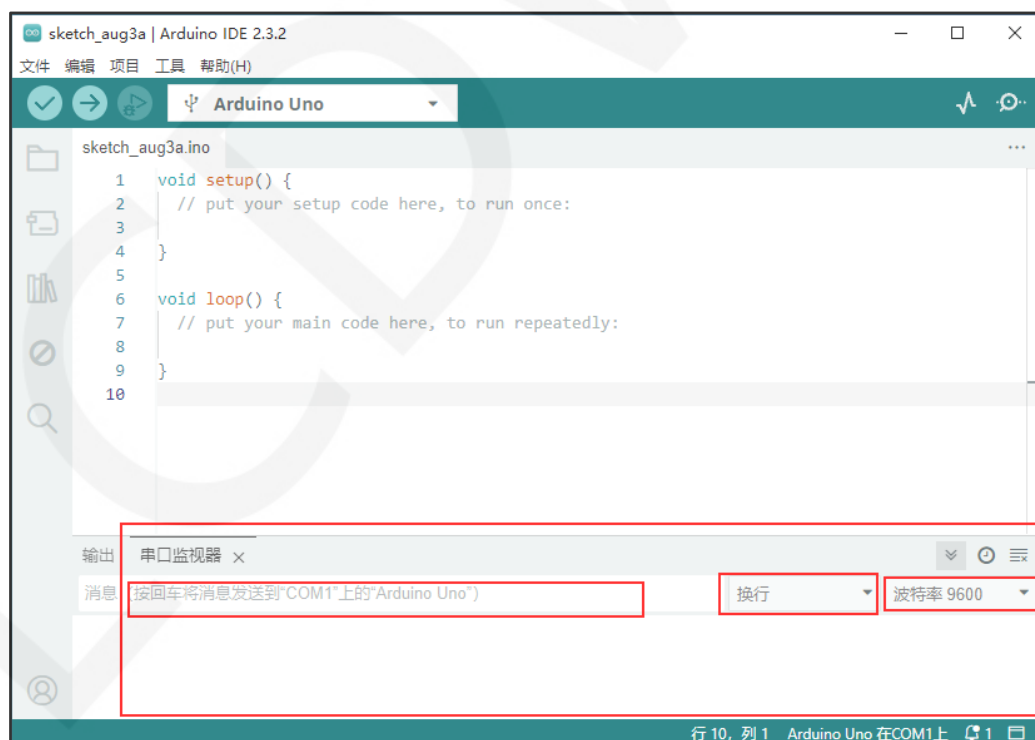 sketch_aug3a | Arduino IDE 2.3.2
文件 编辑 项目 工具 帮助(H)
Arduino Uno
sketch_aug3a.ino
1 void setup() {
2 // put your setup code here, to run once:
3
4 }
5
6 void loop() {
7 // put your main code here, to run repeatedly:
8
9 }
10
输出 串口监视器
消息 (按回车将消息发送到“COM1”上的“Arduino Uno”) 换行 波特率 9600
行 10，列 1 Arduino Uno 在COM1上 1